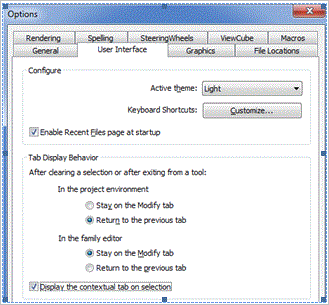 Options
Rendering Spelling SteeringWheels ViewCube Macros
General User Interface Graphics File Locations
Configure
Active theme: Light
Keyboard Shortcuts: Customize...
Enable Recent Files page at startup
Tab Display Behavior
After clearing a selection or after exiting from a tool:
In the project environment
Stay on the Modify tab
Return to the previous tab
In the family editor
Stay on the Modify tab
Return to the previous tab
Display the contextual tab on selection